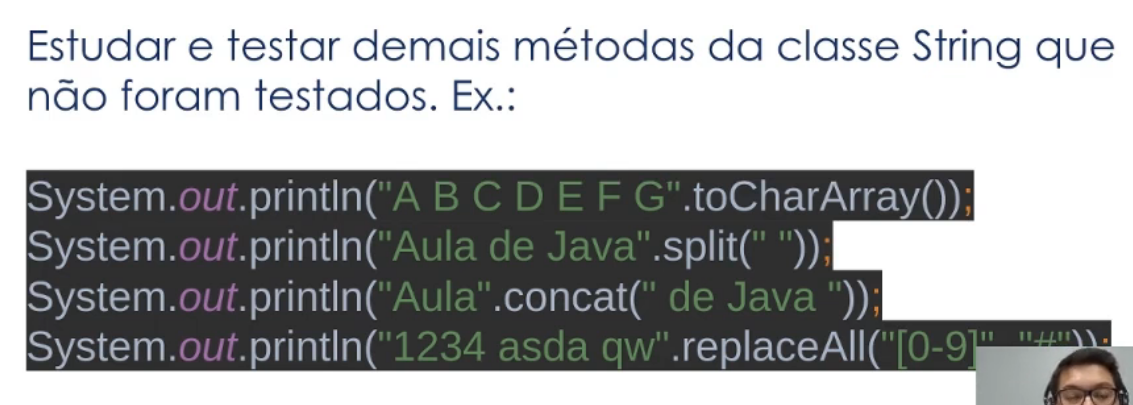 Estudar e testar demais métodas da classe String que
não foram testados. Ex.:
System.out.println("A B C D E F G".toCharArray());
System.out.println("Aula de Java".split(" "));
System.out.println("Aula".concat(" de Java "));
System.out.println("1234 asda qw".replaceAll("[0-9]", "#"));